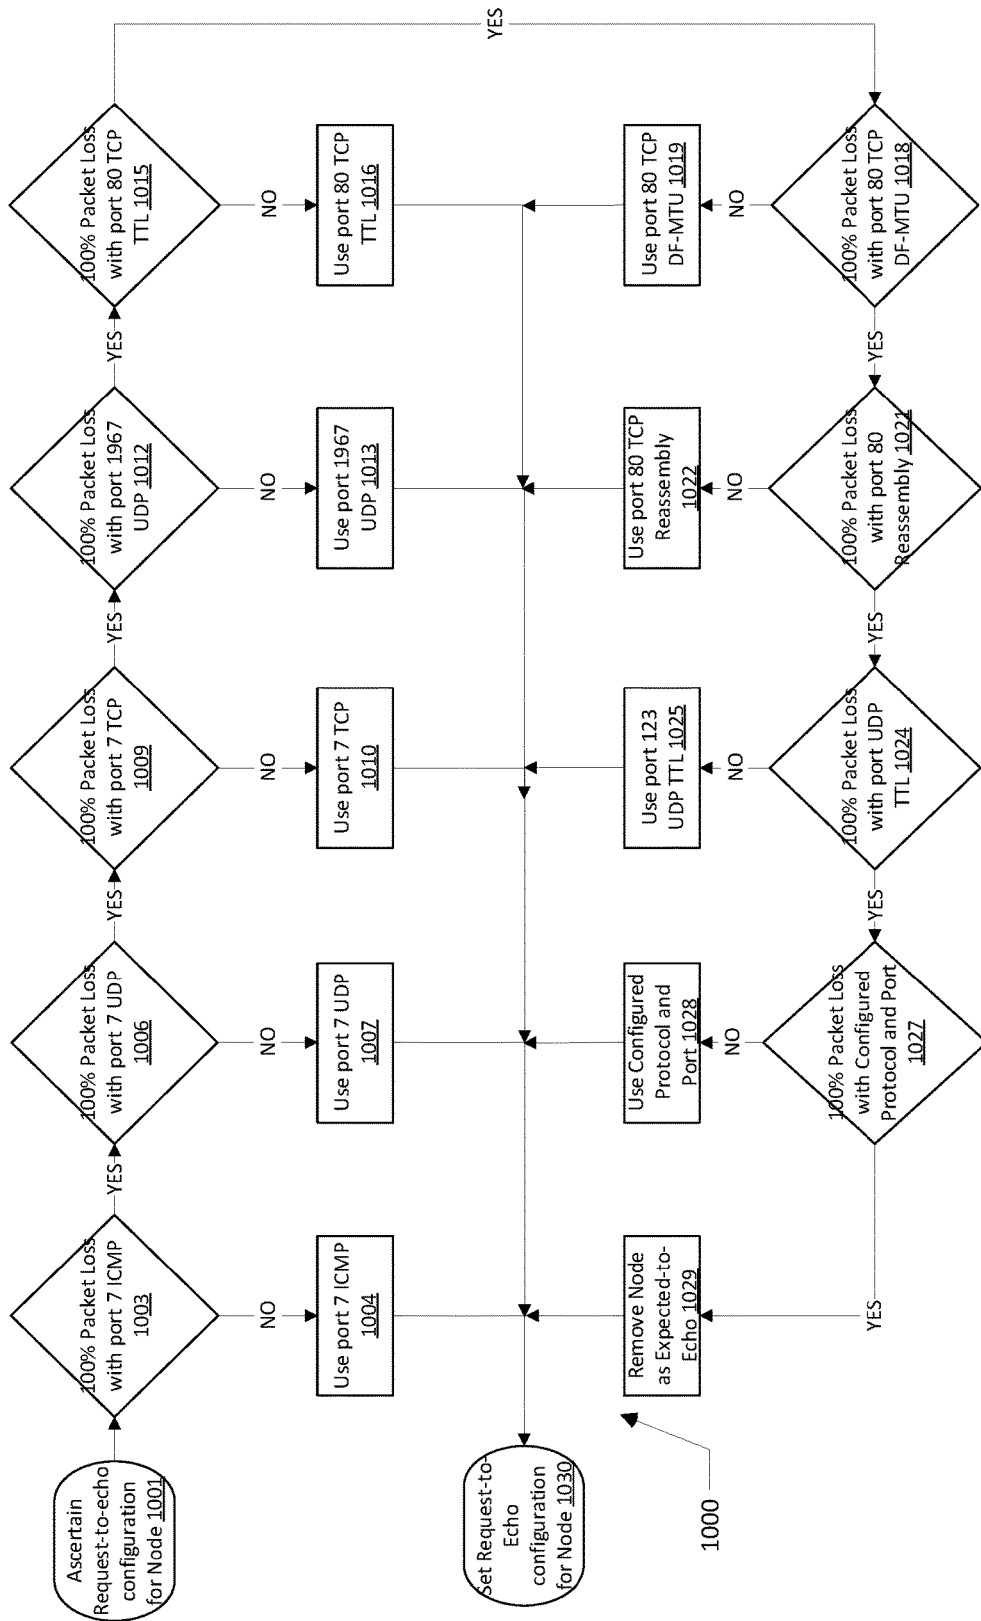 Ascertain
Request-to-echo
configuration
for Node 1001
100% Packet Loss
with port 7 ICMP
1003
YES
100% Packet Loss
with port 7 UDP
1006
YES
100% Packet Loss
with port 7 TCP
1009
YES
100% Packet Loss
with port 1967
UDP 1012
YES
100% Packet Loss
with port 80 TCP
TTL 1015
YES
NO
NO
NO
NO
NO
Use port 7 ICMP
1004
Use port 7 UDP
1007
Use port 7 TCP
1010
Use port 1967
UDP 1013
Use port 80 TCP
TTL 1016
Set Request-to-
Echo
configuration
for Node 1030
Remove Node
as Expected-to-
Echo 1029
Use Configured
Protocol and
Port 1028
Use port 123
UDP TTL 1025
Use port 80 TCP
Reassembly
1022
Use port 80 TCP
DF-MTU 1019
1000
NO
NO
NO
NO
YES
100% Packet Loss
with Configured
Protocol and Port
1027
YES
100% Packet Loss
with port UDP
TTL 1024
YES
100% Packet Loss
with port 80
Reassembly 1021
YES
100% Packet Loss
with port 80 TCP
DF-MTU 1018